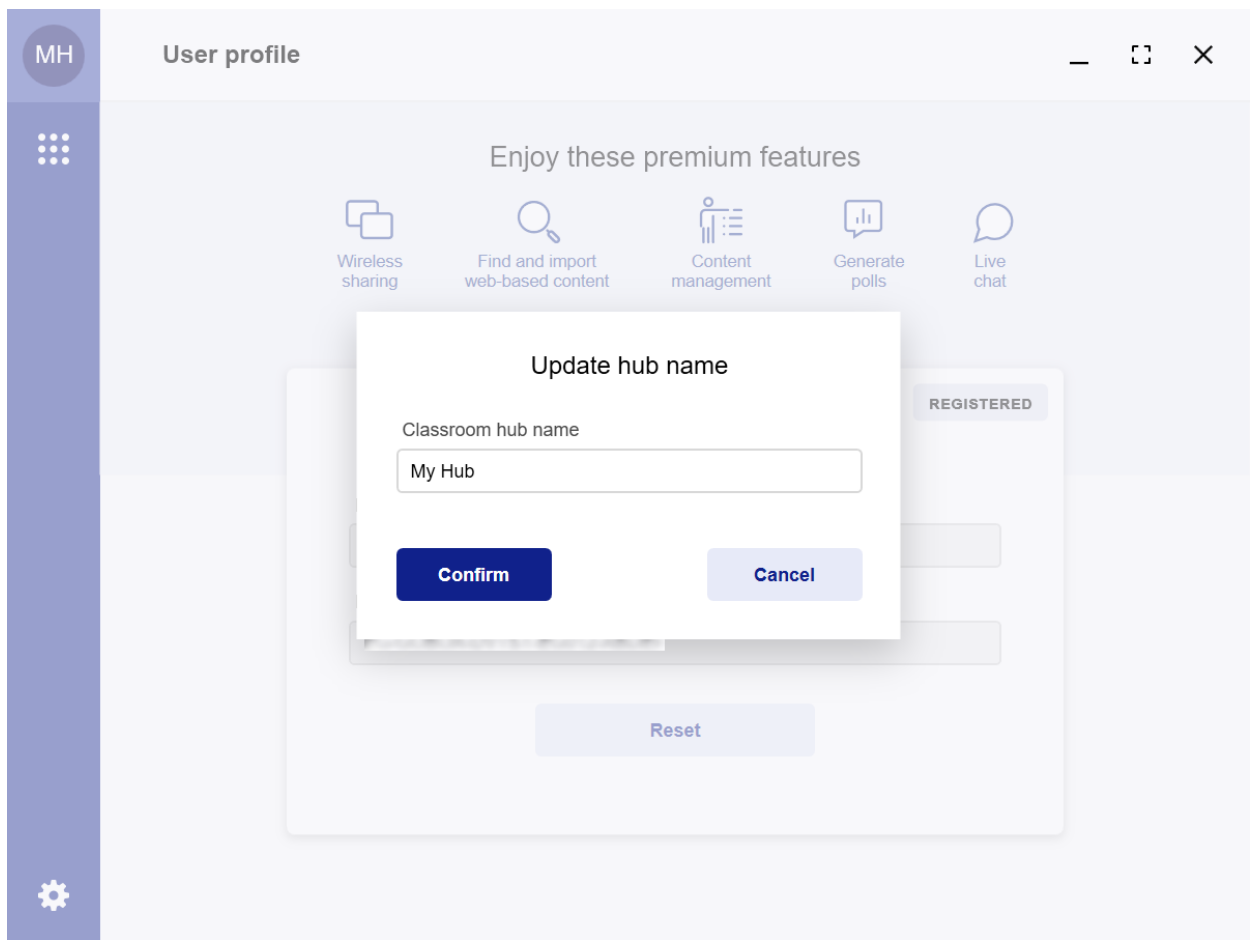 MH
User profile
Enjoy these premium features
Wireless
sharing
Find and import
web-based content
Content
management
Generate
polls
Live
chat
Update hub name
REGISTERED
Classroom hub name
My Hub
Confirm
Cancel
Reset